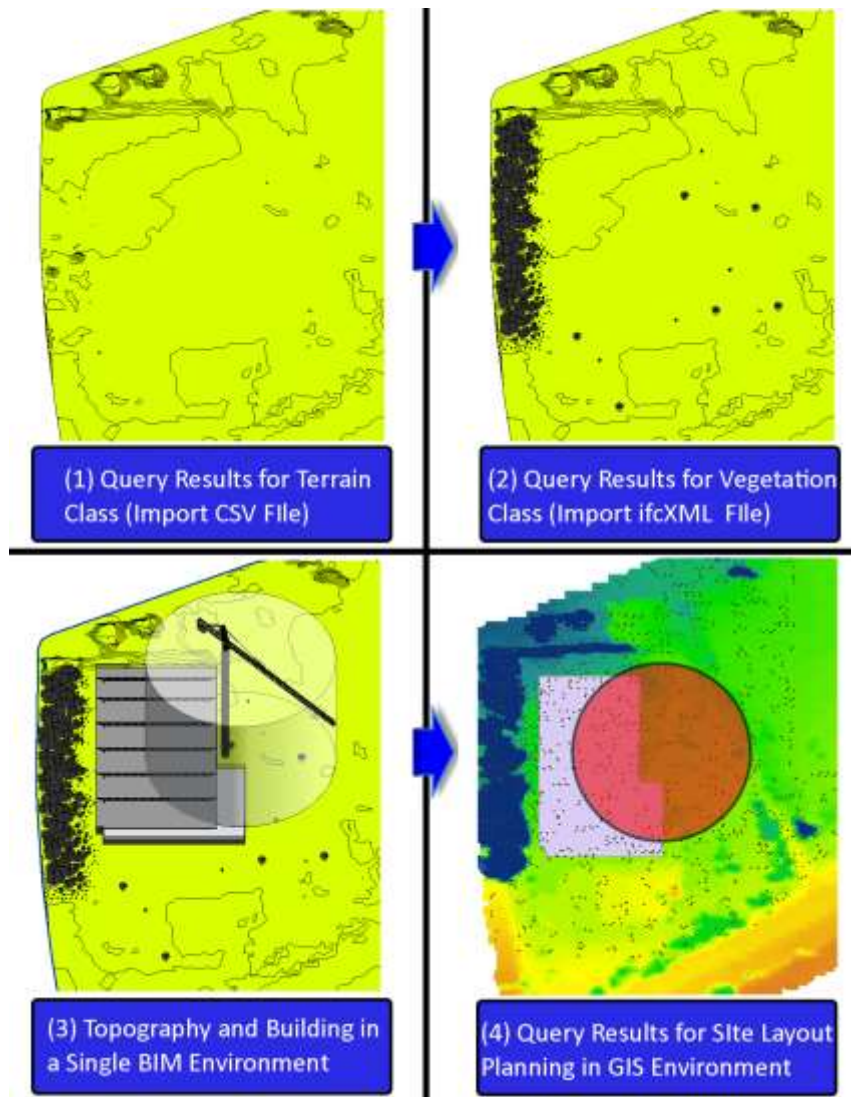 (1) Query Results for Terrain
Class (Import CSV FIle)
(2) Query Results for Vegetation
Class (Import ifcXML FIle)
(3) Topography and Building in
a Single BIM Environment
(4) Query Results for SIte Layout
Planning in GIS Environment